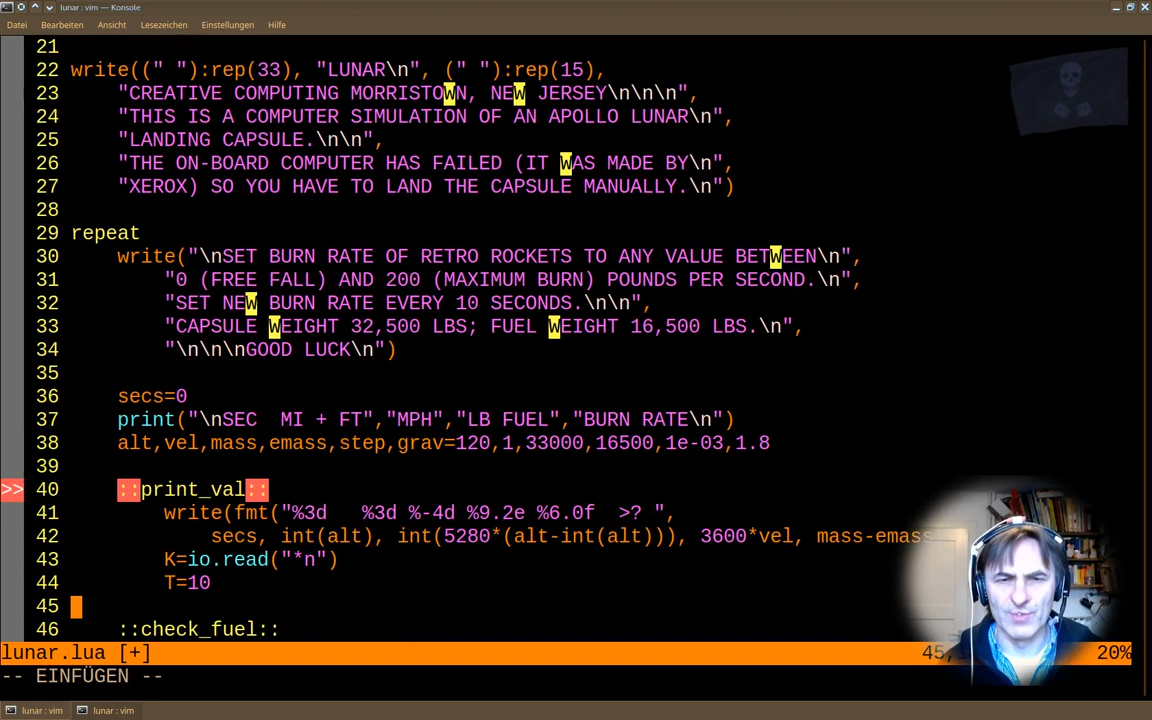 lunar : vim — Konsole
Datei Bearbeiten Ansicht Lesezeichen Einstellungen Hilfe
21
22 write((" "):rep(33), "LUNAR\n", (" "):rep(15),
23 "CREATIVE COMPUTING MORRISTOWN, NEW JERSEY\n\n\n",
24 "THIS IS A COMPUTER SIMULATION OF AN APOLLO LUNAR\n",
25 "LANDING CAPSULE.\n\n",
26 "THE ON-BOARD COMPUTER HAS FAILED (IT WAS MADE BY\n",
27 "XEROX) SO YOU HAVE TO LAND THE CAPSULE MANUALLY.\n")
28
29 repeat
30 write("\nSET BURN RATE OF RETRO ROCKETS TO ANY VALUE BETWEEN\n",
31 "0 (FREE FALL) AND 200 (MAXIMUM BURN) POUNDS PER SECOND.\n",
32 "SET NEW BURN RATE EVERY 10 SECONDS.\n\n",
33 "CAPSULE WEIGHT 32,500 LBS; FUEL WEIGHT 16,500 LBS.\n",
34 "\n\n\nGOOD LUCK\n")
35
36 secs=0
37 print("\nSEC  MI + FT","MPH","LB FUEL","BURN RATE\n")
38 alt,vel,mass,emass,step,grav=120,1,33000,16500,1e-03,1.8
39
>> 40 ::print_val::
41 write(fmt("%3d   %3d %-4d %9.2e %6.0f  >? ",
42 secs, int(alt), int(5280*(alt-int(alt))), 3600*vel, mass-emass
43 K=io.read("*n")
44 T=10
45
46 ::check_fuel::
lunar.lua [+] 45, 20%
-- EINFÜGEN --
lunar : vim lunar : vim